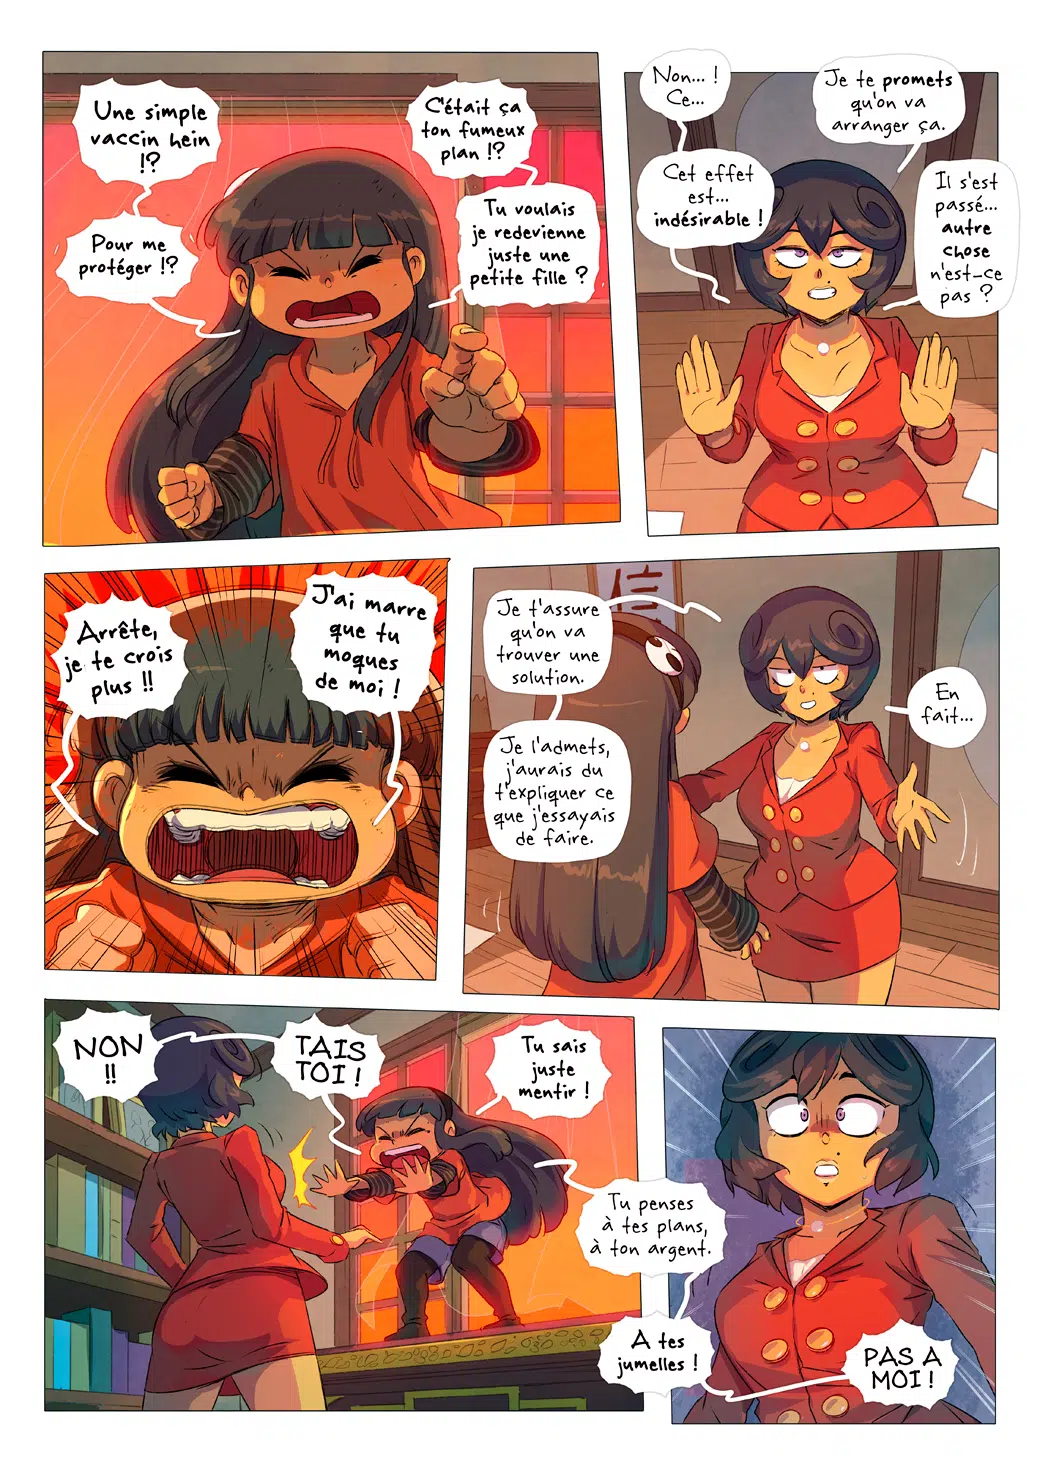 Une simple
vaccin hein
!?
Pour me
protéger !?
C'était ça
ton fumeux
plan !?
Tu voulais
je redevienne
juste une
petite fille ?
Non... !
Ce...
Cet effet
est...
indésirable !
Je te promets
qu'on va
arranger ça.
Il s'est
passé...
autre
chose
n'est-ce
pas ?
Arrête,
je te crois
plus !!
J'ai marre
que tu
moques
de moi !
信
Je t'assure
qu'on va
trouver une
solution.
Je l'admets,
j'aurais du
t'expliquer ce
que j'essayais
de faire.
En
fait...
NON
!!
TAIS
TOI !
Tu sais
juste
mentir !
Tu penses
à tes plans,
à ton argent.
A tes
jumelles !
PAS A
MOI !